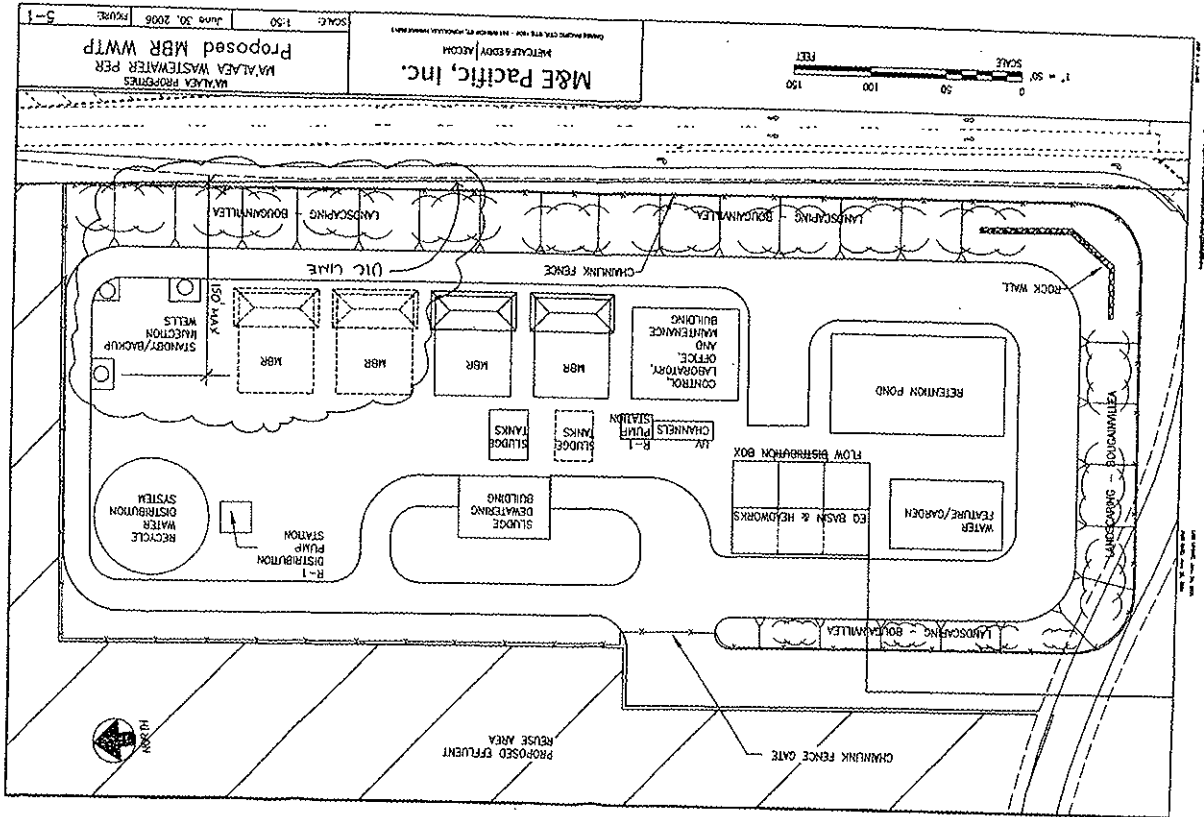 PROPOSED EFFLUENT
REUSE AREA
CHAINLINK FENCE GATE
NORTH
LANDSCAPING - BOUGAINVILLEA
R-1
DISTRIBUTION
PUMP
STATION
RECYCLE
WATER
DISTRIBUTION
SYSTEM
SLUDGE
DEWATERING
BUILDING
EQ BASIN & HEADWORKS
FLOW DISTRIBUTION BOX
WATER
FEATURE/GARDEN
LANDSCAPING - BOUGAINVILLEA
SLUDGE
TANKS
SLUDGE
TANKS
R-1
PUMP
STATION
UV
CHANNELS
RETENTION POND
STANDBY/BACKUP
INJECTION
WELLS
150' MAX
MBR
MBR
MBR
MBR
CONTROL,
LABORATORY,
OFFICE,
AND
MAINTENANCE
BUILDING
ROCK WALL
UIC LINE
CHAINLINK FENCE
LANDSCAPING - BOUGAINVILLEA
LANDSCAPING - BOUGAINVILLEA
1" = 50'
0 50 100 150
SCALE FEET
M&E Pacific, Inc.
METCALF & EDDY | AECOM
MA'ALAEA PROPERTIES
MA'ALAEA WASTEWATER PER
Proposed MBR WWTP
SCALE: 1:50
June 30, 2006
FIGURE: 5-1